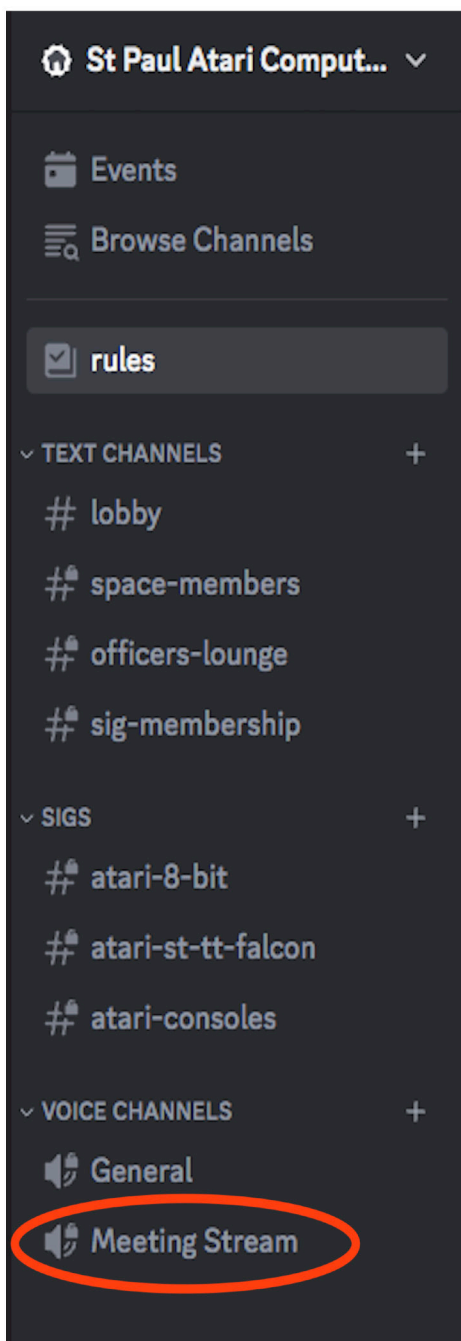 St Paul Atari Comput...
Events
Browse Channels
rules
TEXT CHANNELS
# lobby
# space-members
# officers-lounge
# sig-membership
SIGS
# atari-8-bit
# atari-st-tt-falcon
# atari-consoles
VOICE CHANNELS
General
Meeting Stream